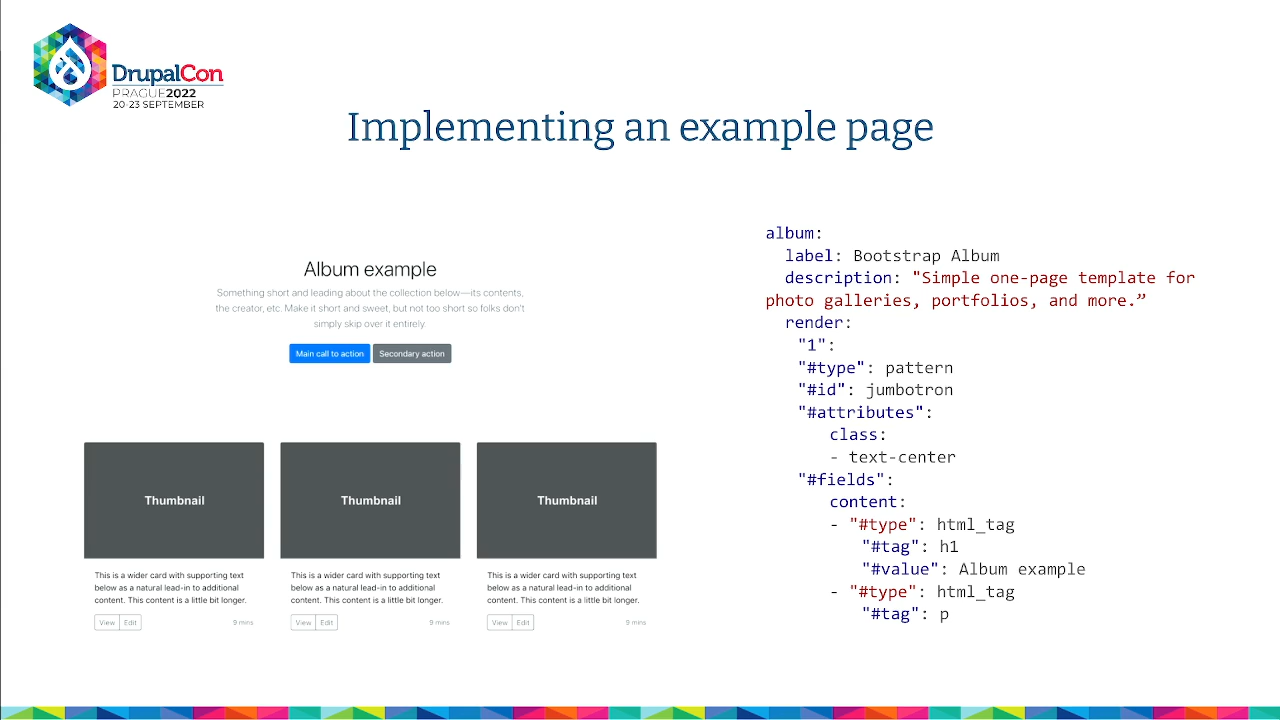 DrupalCon
PRAGUE2022
20-23 SEPTEMBER
Implementing an example page
Album example
Something short and leading about the collection below—its contents,
the creator, etc. Make it short and sweet, but not too short so folks don't
simply skip over it entirely.
Main call to action Secondary action
Thumbnail Thumbnail Thumbnail
This is a wider card with supporting text
below as a natural lead-in to additional
content. This content is a little bit longer.
View Edit 9 mins
This is a wider card with supporting text
below as a natural lead-in to additional
content. This content is a little bit longer.
View Edit 9 mins
This is a wider card with supporting text
below as a natural lead-in to additional
content. This content is a little bit longer.
View Edit 9 mins
album:
label: Bootstrap Album
description: "Simple one-page template for
photo galleries, portfolios, and more.”
render:
"1":
"#type": pattern
"#id": jumbotron
"#attributes":
class:
- text-center
"#fields":
content:
- "#type": html_tag
"#tag": h1
"#value": Album example
- "#type": html_tag
"#tag": p